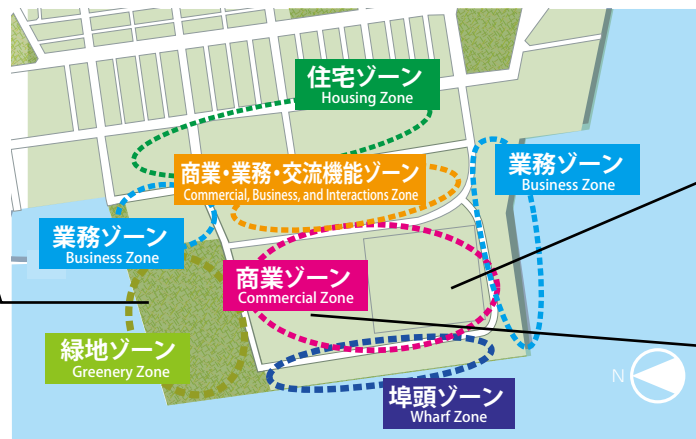 住宅ゾーン
Housing Zone
商業・業務・交流機能ゾーン
Commercial, Business, and Interactions Zone
業務ゾーン
Business Zone
業務ゾーン
Business Zone
商業ゾーン
Commercial Zone
緑地ゾーン
Greenery Zone
埠頭ゾーン
Wharf Zone
N